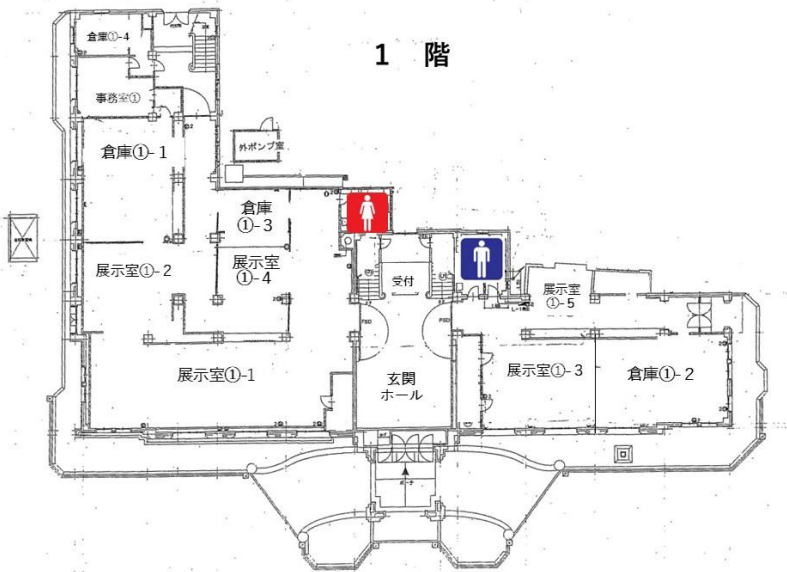 1 階
倉庫①-4
事務室①
倉庫①-1
外ポンプ室
倉庫
①-3
展示室①-2
展示室
①-4
受付
展示室
①-5
展示室①-1
玄関
ホール
展示室①-3
倉庫①-2
ポーチ